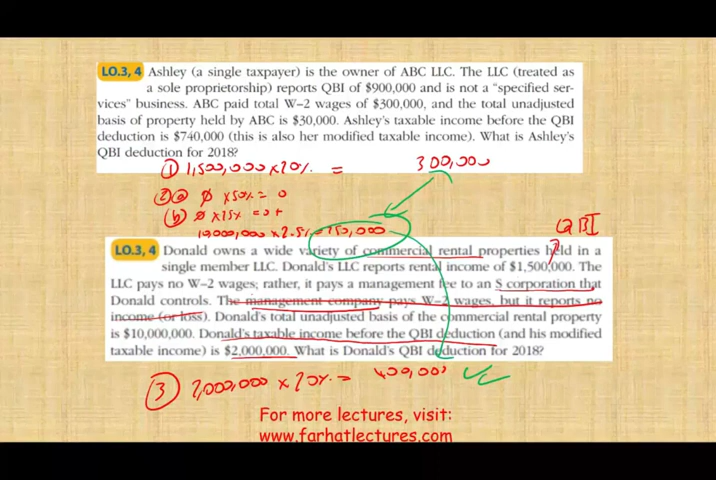 LO.3, 4 Ashley (a single taxpayer) is the owner of ABC LLC. The LLC (treated as
a sole proprietorship) reports QBI of $900,000 and is not a "specified ser-
vices" business. ABC paid total W–2 wages of $300,000, and the total unadjusted
basis of property held by ABC is $30,000. Ashley's taxable income before the QBI
deduction is $740,000 (this is also her modified taxable income). What is Ashley's
QBI deduction for 2018?
① 1,500,000 x 20% = 300,000
② ⓐ ∅ x 50% = 0
ⓑ ∅ x 25% = 0 +
10,000,000 x 2.5% = 250,000
QBI
LO.3, 4 Donald owns a wide variety of commercial rental properties held in a
single member LLC. Donald's LLC reports rental income of $1,500,000. The
LLC pays no W–2 wages; rather, it pays a management fee to an S corporation that
Donald controls. The management company pays W–2 wages, but it reports no
income (or loss). Donald's total unadjusted basis of the commercial rental property
is $10,000,000. Donald's taxable income before the QBI deduction (and his modified
taxable income) is $2,000,000. What is Donald's QBI deduction for 2018?
③ 2,000,000 x 20% = 400,000
For more lectures, visit:
www.farhatlectures.com